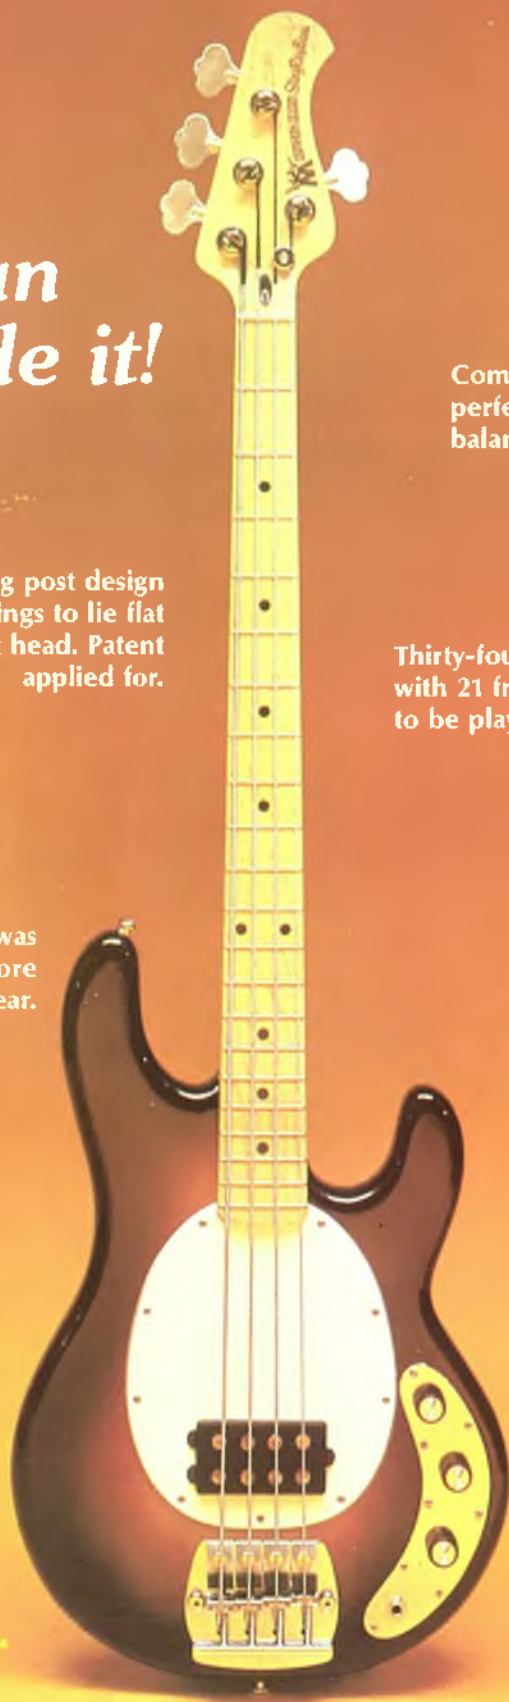 un
le it!
Com
perfe
balan
g post design
ings to lie flat
t head. Patent
applied for.
Thirty-fou
with 21 fr
to be play
was
ore
ear.